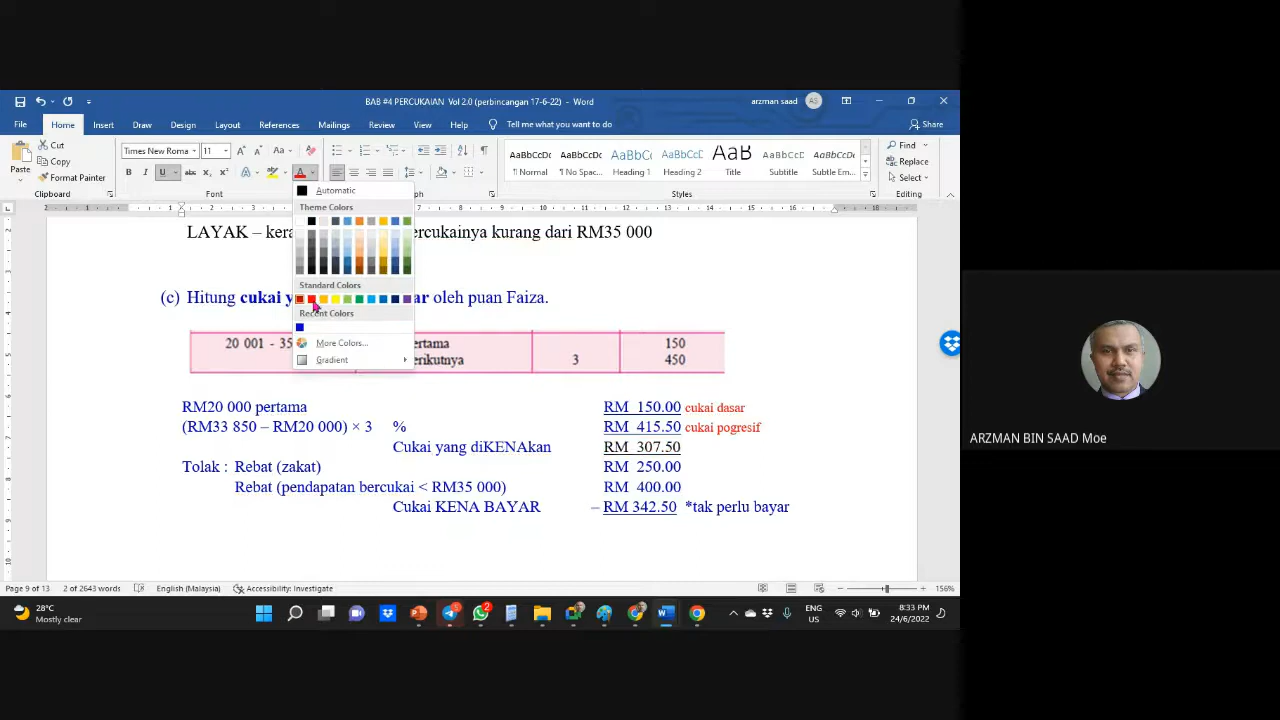 BAB #4 PERCUKAIAN Vol 2.0 (perbincangan 17-6-22) - Word
arzman saad AS
File Home Insert Draw Design Layout References Mailings Review View Help Tell me what you want to do Share
Paste Cut Copy Format Painter
Times New Roma 11
Clipboard Font Styles Editing
AaBbCcDc Normal
AaBbCcDc No Spac...
AaBbCc Heading 1
AaBbCcC Heading 2
AaB Title
AaBbCcD Subtitle
AaBbCcDc Subtle Em...
Find
Replace
Select
Automatic
Theme Colors
Standard Colors
Recent Colors
More Colors...
Gradient
LAYAK – kera ercukainya kurang dari RM35 000
(c) Hitung cukai y ar oleh puan Faiza.
20 001 - 35 ertama 150
erikutnya 3 450
RM20 000 pertama RM 150.00 cukai dasar
(RM33 850 – RM20 000) × 3 % RM 415.50 cukai pogresif
Cukai yang diKENAkan RM 307.50
Tolak : Rebat (zakat) RM 250.00
Rebat (pendapatan bercukai < RM35 000) RM 400.00
Cukai KENA BAYAR – RM 342.50 *tak perlu bayar
ARZMAN BIN SAAD Moe
Page 9 of 13 2 of 2643 words English (Malaysia) Accessibility: Investigate 156%
28°C
Mostly clear
ENG
US
8:33 PM
24/6/2022